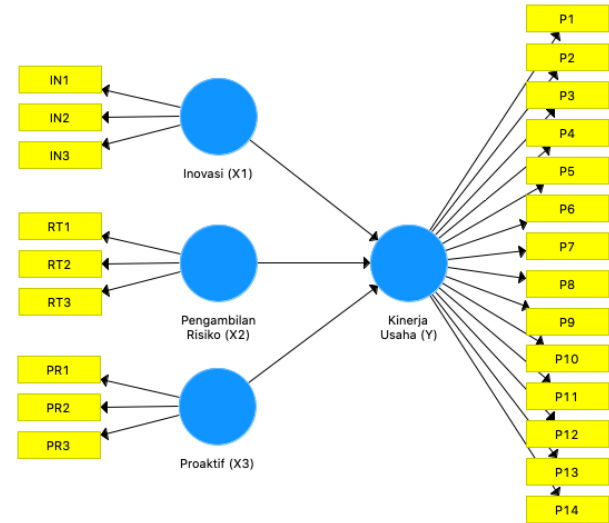 IN1
IN2
IN3
Inovasi (X1)
RT1
RT2
RT3
Pengambilan
Risiko (X2)
PR1
PR2
PR3
Proaktif (X3)
Kinerja
Usaha (Y)
P1
P2
P3
P4
P5
P6
P7
P8
P9
P10
P11
P12
P13
P14